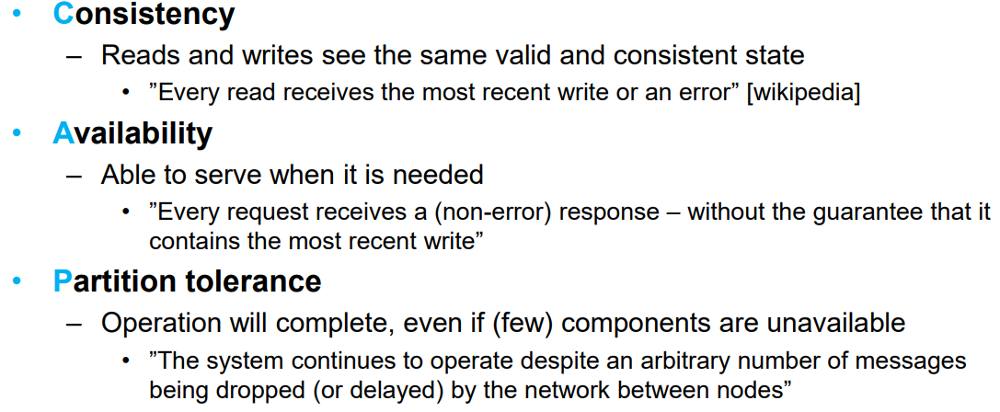 • Consistency
– Reads and writes see the same valid and consistent state
• ”Every read receives the most recent write or an error” [wikipedia]
• Availability
– Able to serve when it is needed
• ”Every request receives a (non-error) response – without the guarantee that it
contains the most recent write”
• Partition tolerance
– Operation will complete, even if (few) components are unavailable
• ”The system continues to operate despite an arbitrary number of messages
being dropped (or delayed) by the network between nodes”